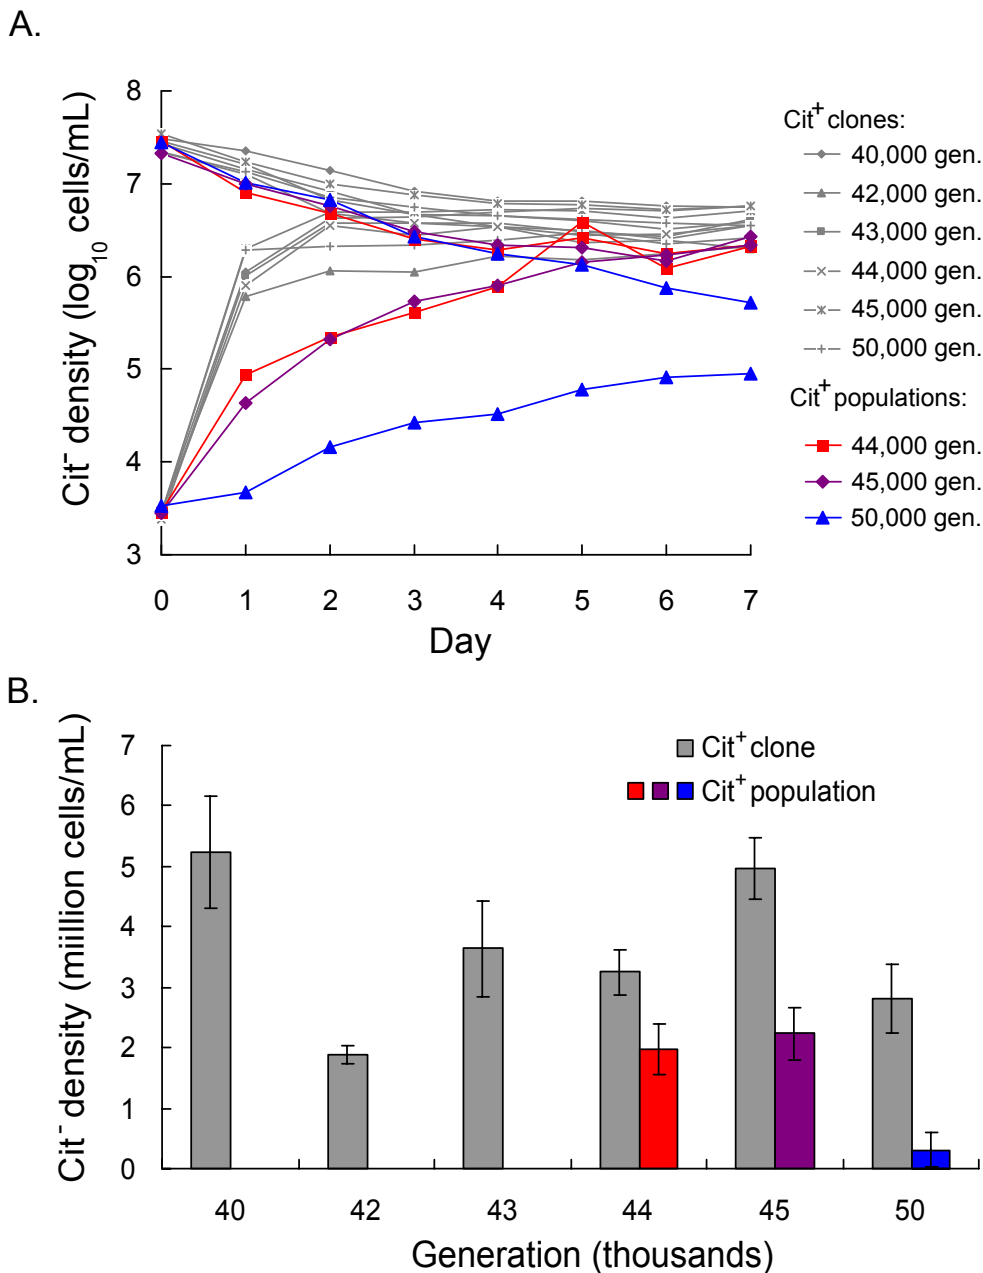 A.
Cit⁻ density (log₁₀ cells/mL)
8
7
6
5
4
3
0 1 2 3 4 5 6 7
Day
Cit⁺ clones:
40,000 gen.
42,000 gen.
43,000 gen.
44,000 gen.
45,000 gen.
50,000 gen.
Cit⁺ populations:
44,000 gen.
45,000 gen.
50,000 gen.
B.
Cit⁻ density (miillion cells/mL)
7
6
5
4
3
2
1
0
Cit⁺ clone
Cit⁺ population
40 42 43 44 45 50
Generation (thousands)